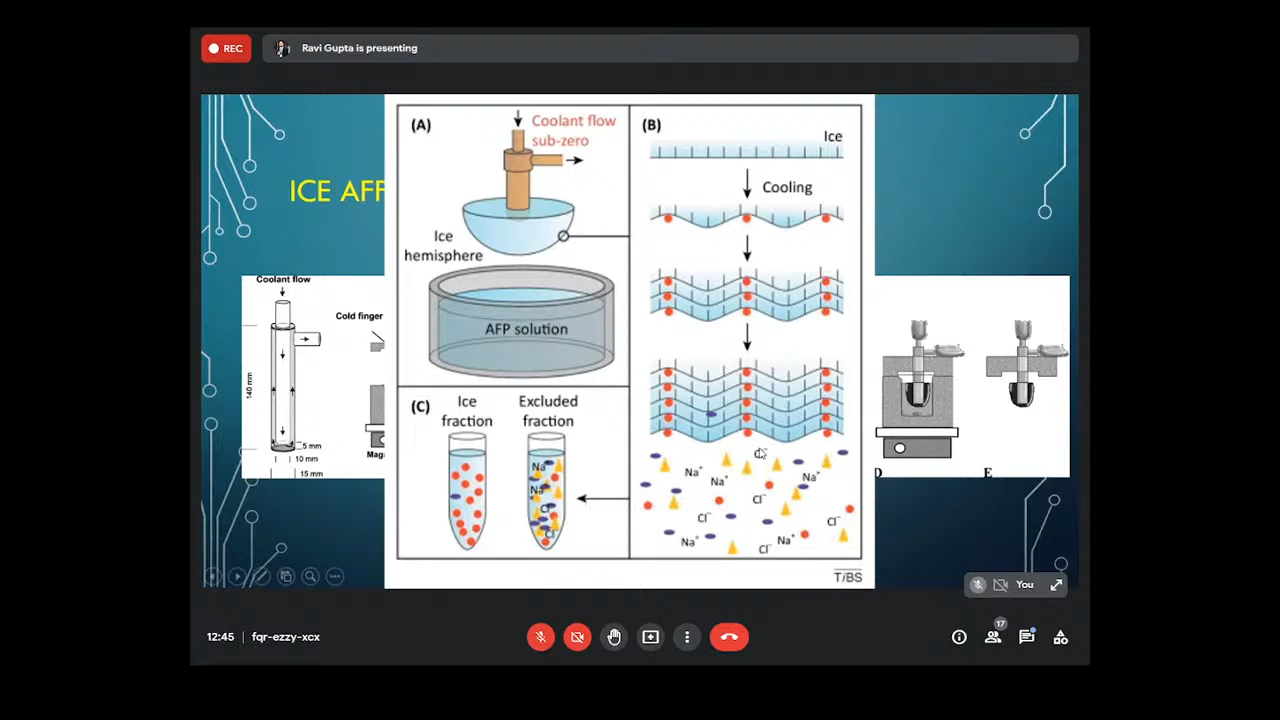 REC
Ravi Gupta is presenting
ICE AFF
Coolant flow
140 mm
5 mm
10 mm
15 mm
Cold finger
Mag
(A)
Coolant flow
sub-zero
Ice
hemisphere
AFP solution
(B)
Ice
Cooling
Na⁺
Na⁺
Na⁺
Cl⁻
Cl⁻
Cl⁻
Na⁺
Cl⁻
Na⁺
(C)
Ice
fraction
Excluded
fraction
Na
Na
Cl
Cl
TiBS
D
E
You
12:45 | fqr-ezzy-xcx
17